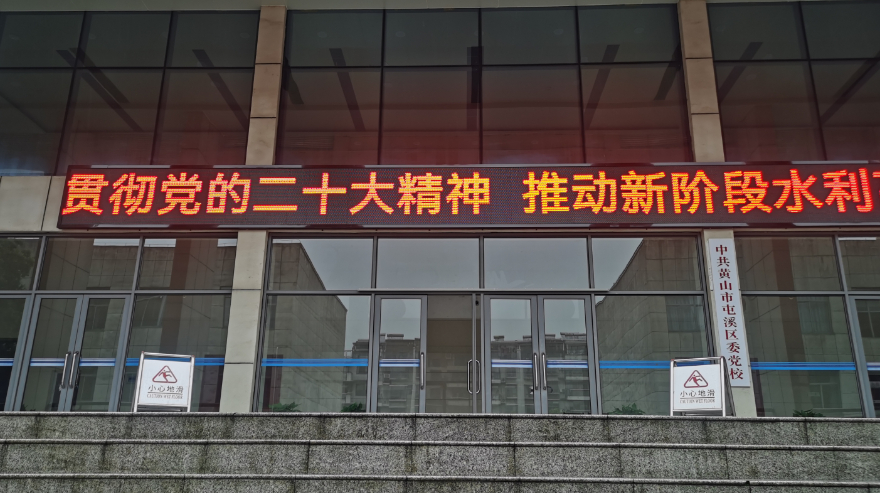 贯彻党的二十大精神 推动新阶段水利
中共黄山市屯溪区委党校
小心地滑
小心地滑